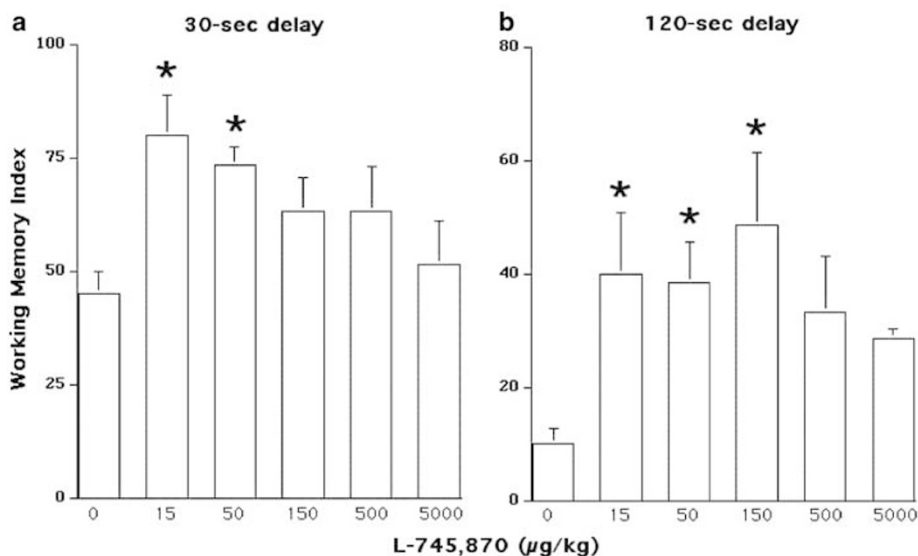 a
30-sec delay
100
75
50
25
0
Working Memory Index
*
*
0 15 50 150 500 5000
b
120-sec delay
80
60
40
20
0
*
*
*
0 15 50 150 500 5000
L-745,870 (µg/kg)